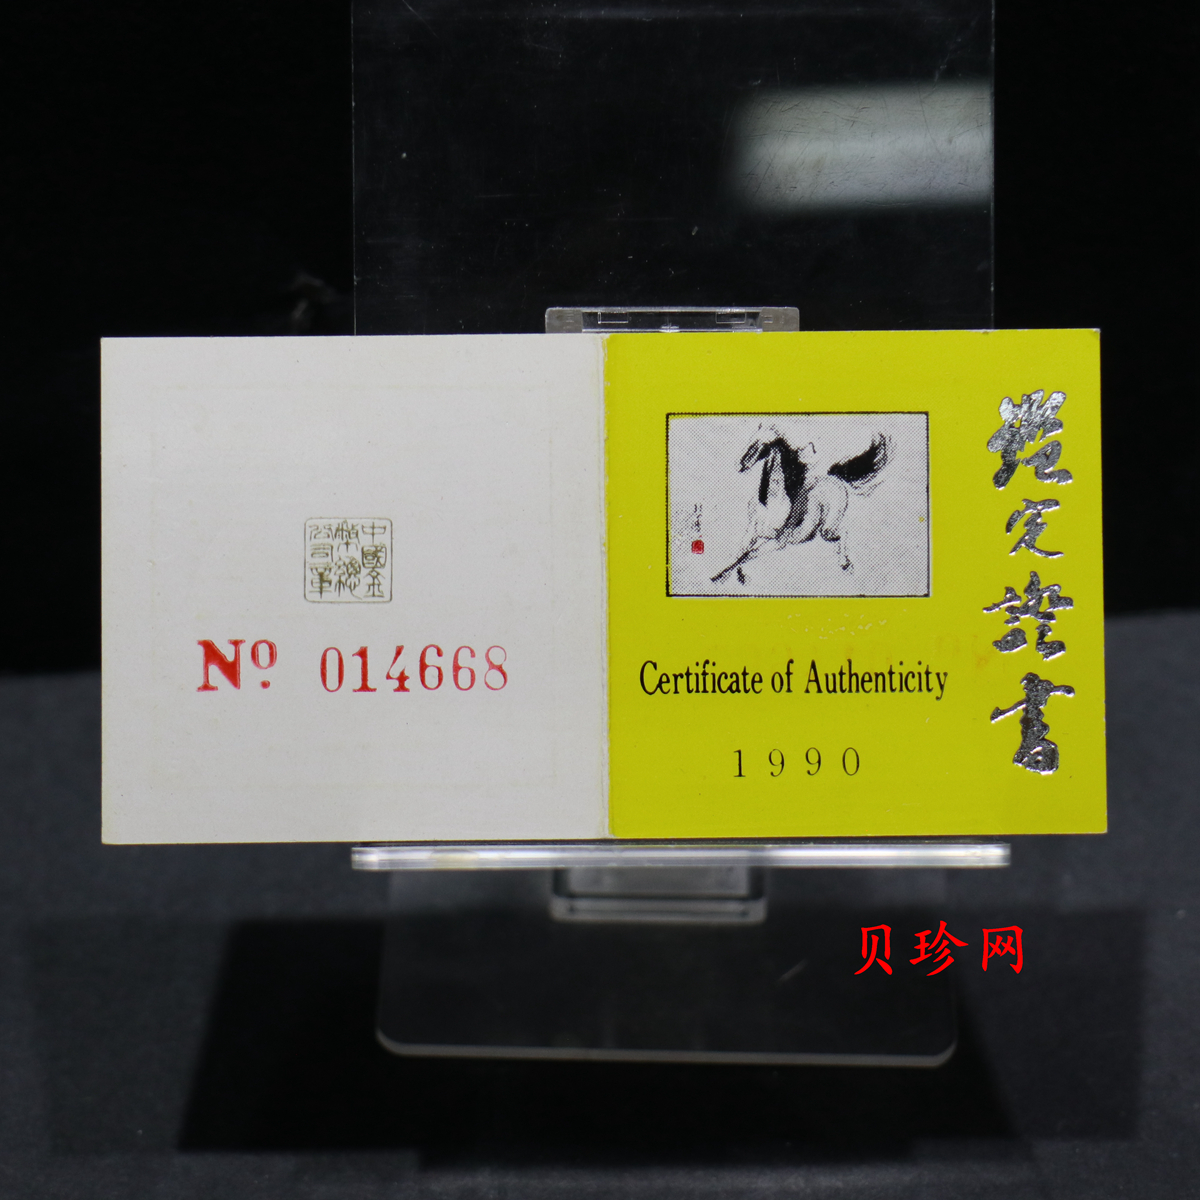 中國金
幣總
公司章
Nº 014668
Certificate of Authenticity
1990
鑑定證書
贝珍网